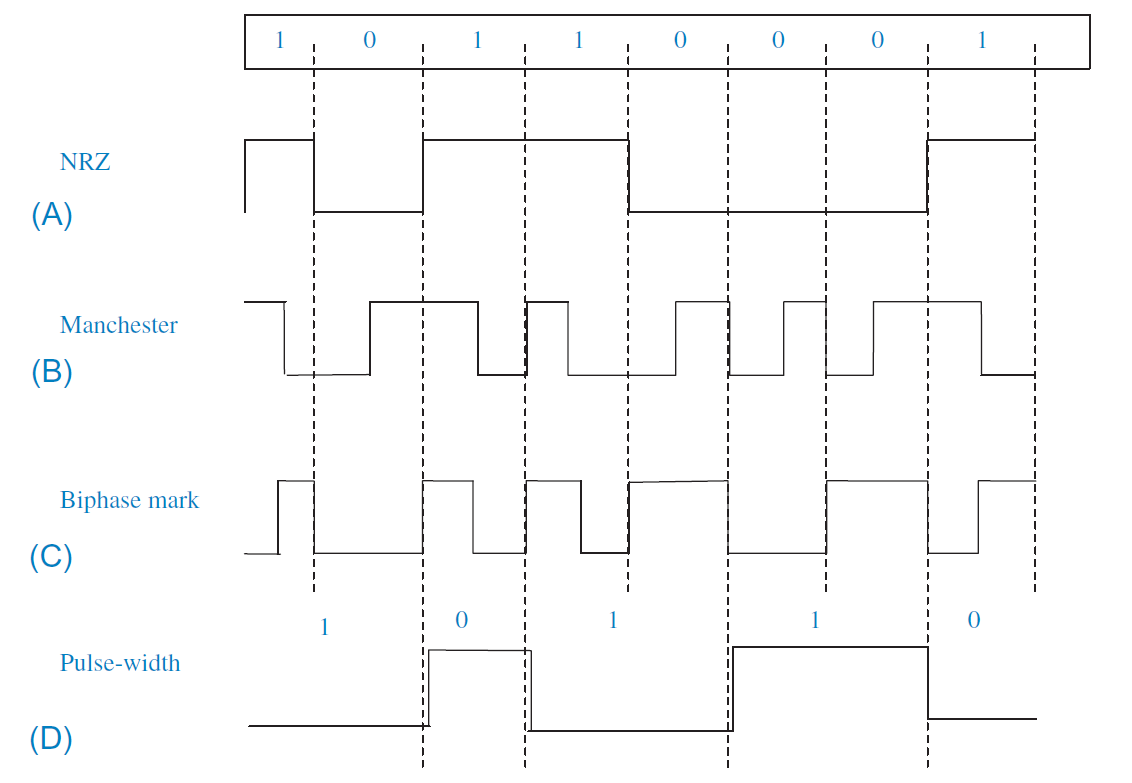 1 0 1 1 0 0 0 1
NRZ
(A)
Manchester
(B)
Biphase mark
(C)
1 0 1 1 0
Pulse-width
(D)